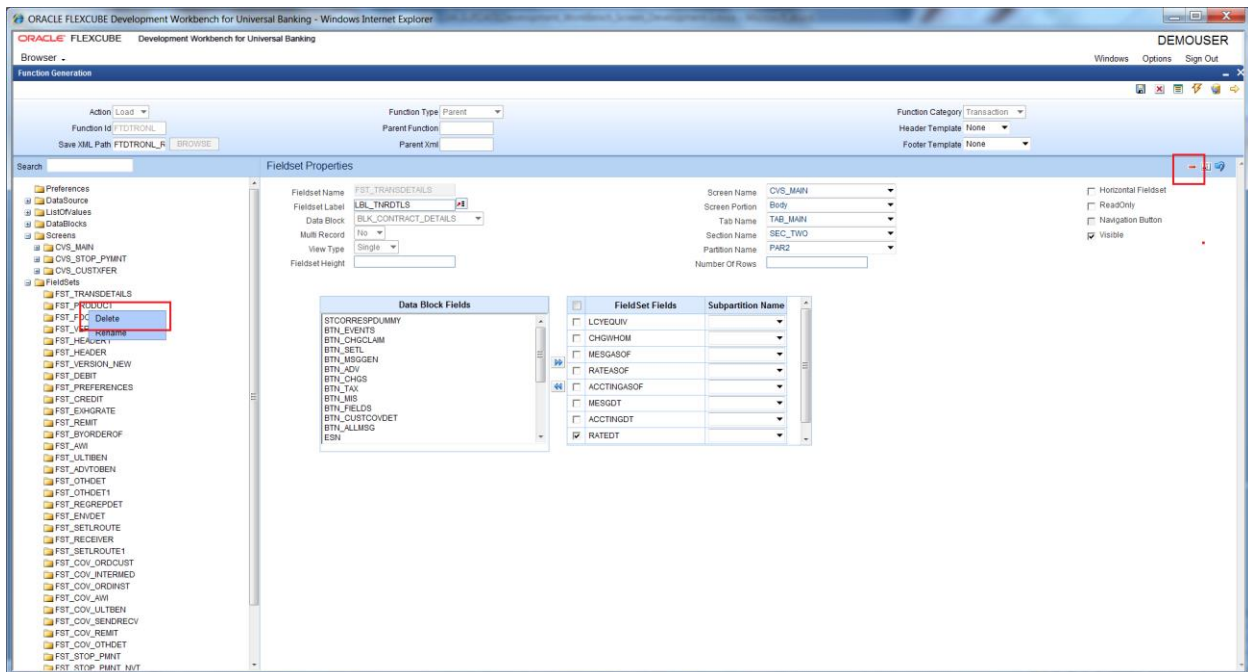 ORACLE FLEXCUBE Development Workbench for Universal Banking - Windows Internet Explorer
ORACLE FLEXCUBE Development Workbench for Universal Banking
DEMOUSER
Browser
Windows Options Sign Out
Function Generation
Action Load
Function Type Parent
Function Category Transaction
Function Id FTDTRONL
Parent Function
Header Template None
Save XML Path FTDTRONL_R BROWSE
Parent Xml
Footer Template None
Search
Fieldset Properties
Preferences
DataSource
ListOfValues
DataBlocks
Screens
CVS_MAIN
CVS_STOP_PYMNT
CVS_CUSTXFER
FieldSets
FST_TRANSDETAILS
FST_PRODUCT
Delete
Rename
FST_HEADER1
FST_HEADER
FST_VERSION_NEW
FST_DEBIT
FST_PREFERENCES
FST_CREDIT
FST_EXHGRATE
FST_REMIT
FST_BYORDEROF
FST_AWI
FST_ULTIBEN
FST_ADVTOBEN
FST_OTHDET
FST_OTHDET1
FST_REGREPDET
FST_ENVDET
FST_SETLROUTE
FST_RECEIVER
FST_SETLROUTE1
FST_COV_ORDCUST
FST_COV_INTERMED
FST_COV_ORDINST
FST_COV_AWI
FST_COV_ULTBEN
FST_COV_SENDRECV
FST_COV_REMIT
FST_COV_OTHDET
FST_STOP_PMNT
FST_STOP_PMNT_NVT
Fieldset Name FST_TRANSDETAILS
Fieldset Label LBL_TNRDTLS
Data Block BLK_CONTRACT_DETAILS
Multi Record No
View Type Single
Fieldset Height
Screen Name CVS_MAIN
Screen Portion Body
Tab Name TAB_MAIN
Section Name SEC_TWO
Partition Name PAR2
Number Of Rows
Horizontal Fieldset
ReadOnly
Navigation Button
Visible
Data Block Fields
STCORRESPDUMMY
BTN_EVENTS
BTN_CHGCLAIM
BTN_SETL
BTN_MSGGEN
BTN_ADV
BTN_CHGS
BTN_TAX
BTN_MIS
BTN_FIELDS
BTN_CUSTCOVDET
BTN_ALLMSG
ESN
FieldSet Fields Subpartition Name
LCYEQUIV
CHGWHOM
MESGASOF
RATEASOF
ACCTINGASOF
MESGDT
ACCTINGDT
RATEDT